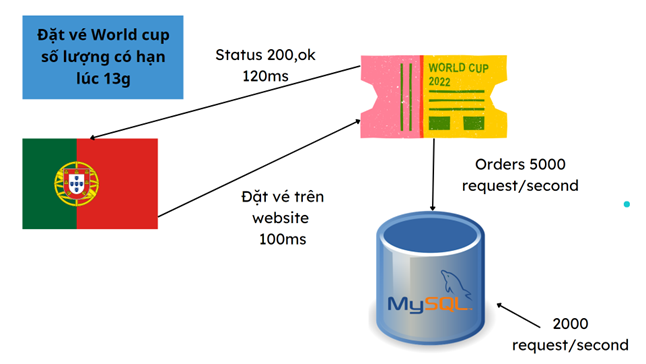 Đặt vé World cup
số lượng có hạn
lúc 13g
Status 200,ok
120ms
WORLD CUP
2022
Orders 5000
request/second
Đặt vé trên
website
100ms
MySQL
2000
request/second